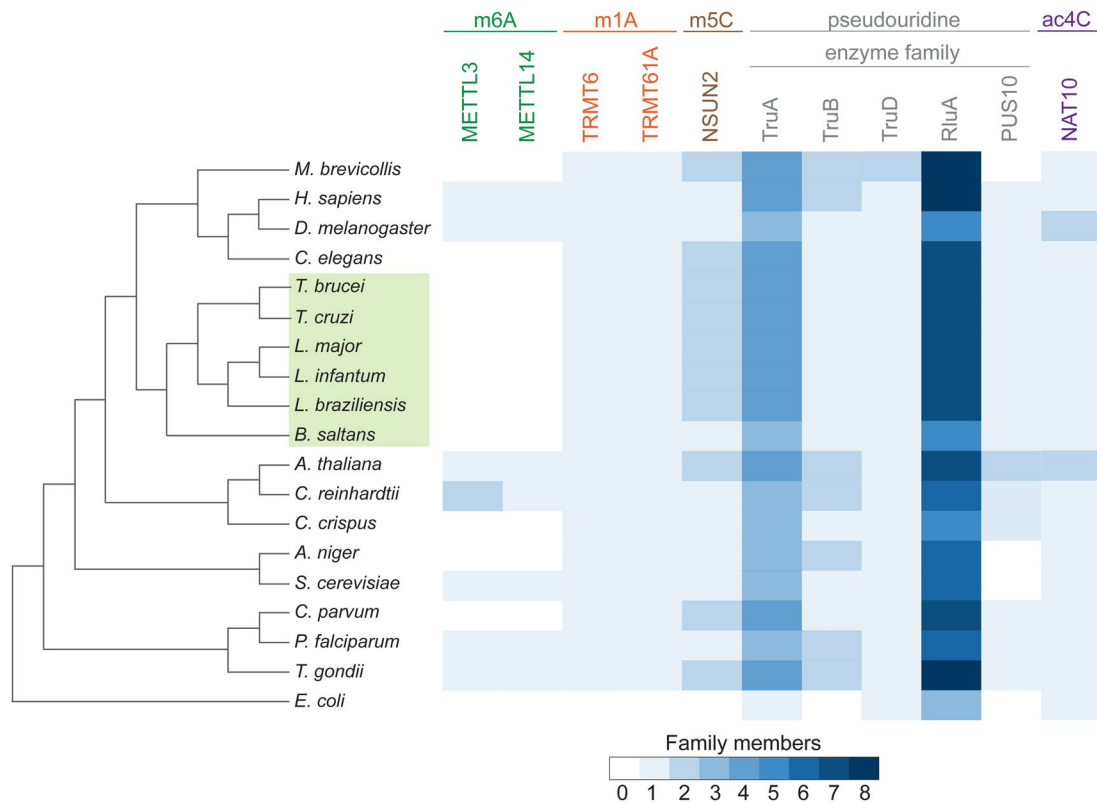 m6A m1A m5C pseudouridine ac4C
enzyme family
METTL3 METTL14 TRMT6 TRMT61A NSUN2 TruA TruB TruD RluA PUS10 NAT10
M. brevicollis
H. sapiens
D. melanogaster
C. elegans
T. brucei
T. cruzi
L. major
L. infantum
L. braziliensis
B. saltans
A. thaliana
C. reinhardtii
C. crispus
A. niger
S. cerevisiae
C. parvum
P. falciparum
T. gondii
E. coli
Family members
0 1 2 3 4 5 6 7 8